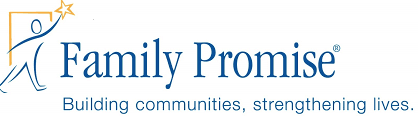 Family Promise®
Building communities, strengthening lives.